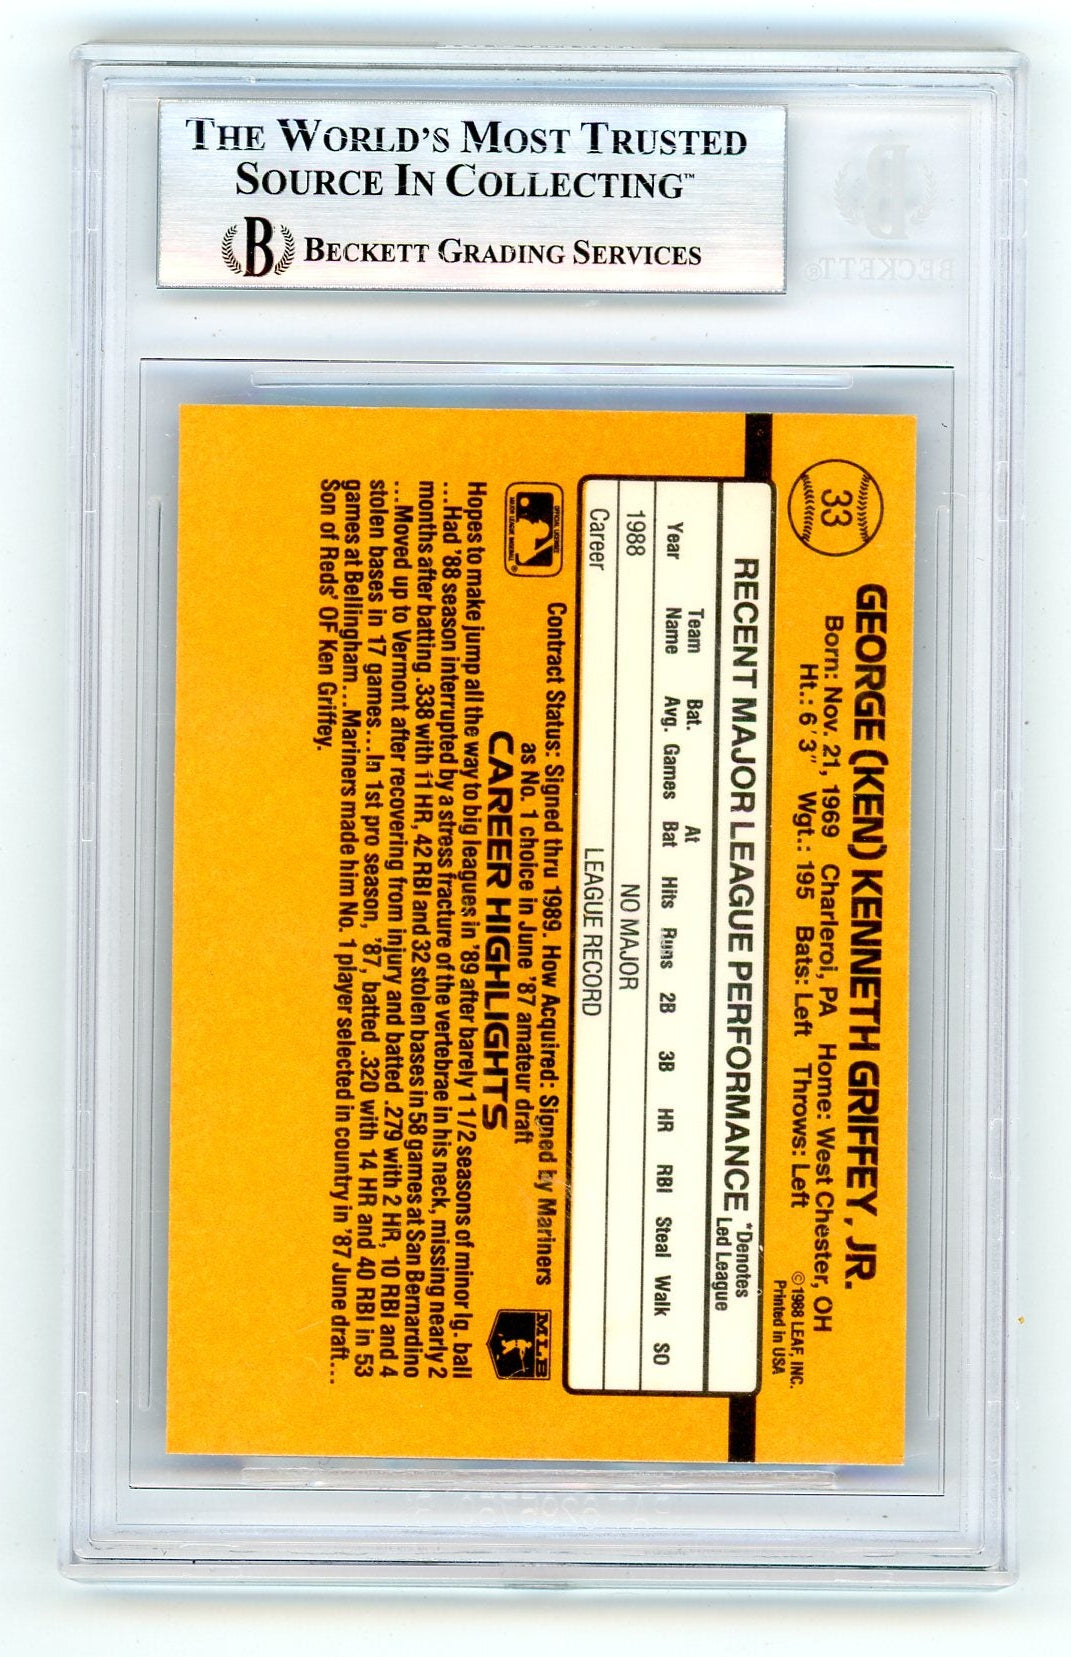 THE WORLD'S MOST TRUSTED
SOURCE IN COLLECTING™
B BECKETT GRADING SERVICES
B
BECKETT®
33
GEORGE (KEN) KENNETH GRIFFEY, JR.
Born: Nov. 21, 1969 Charleroi, PA Home: West Chester, OH
Ht.: 6'3" Wgt.: 195 Bats: Left Throws: Left
©1988 LEAF, INC.
Printed in USA
RECENT MAJOR LEAGUE PERFORMANCE *Denotes
Led League
Team Bat. At
Year Name Avg. Games Bat Hits Runs 2B 3B HR RBI Steal Walk SO
1988 NO MAJOR
Career LEAGUE RECORD
OFFICIAL LICENSEE
MAJOR LEAGUE BASEBALL®
Contract Status: Signed thru 1989. How Acquired: Signed by Mariners
as No. 1 choice in June '87 amateur draft
MLB
CAREER HIGHLIGHTS
Hopes to make jump all the way to big leagues in '89 after barely 1 1/2 seasons of minor lg. ball
...Had '88 season interrupted by a stress fracture of the vertebrae in his neck, missing nearly 2
months after batting .338 with 11 HR, 42 RBI and 32 stolen bases in 58 games at San Bernardino
...Moved up to Vermont after recovering from injury and batted .279 with 2 HR, 10 RBI and 4
stolen bases in 17 games...In 1st pro season, '87, batted .320 with 14 HR and 40 RBI in 53
games at Bellingham...Mariners made him No. 1 player selected in country in '87 June draft...
Son of Reds' OF Ken Griffey.